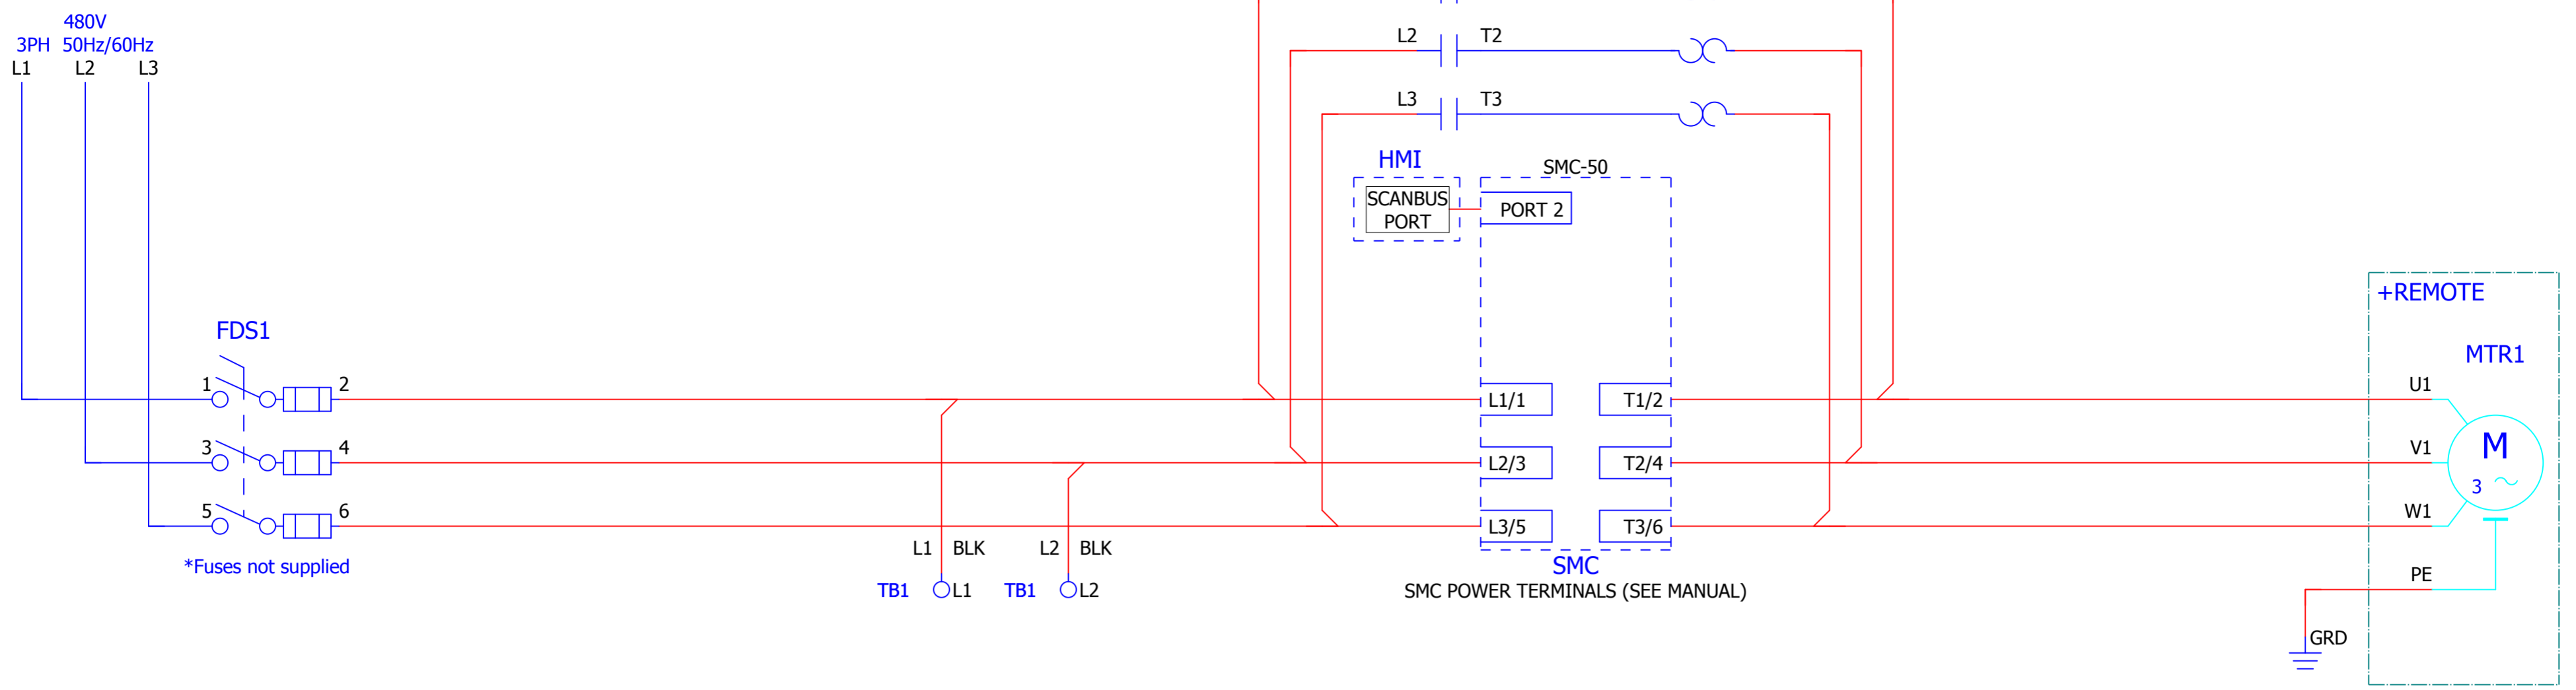 480V
3PH 50Hz/60Hz
L1 L2 L3
L2 T2
L3 T3
HMI
SMC-50
SCANBUS
PORT
PORT 2
+REMOTE
FDS1
MTR1
1 2
L1/1 T1/2
U1
3 4
L2/3 T2/4
V1
M
3
5 6
L3/5 T3/6
W1
L1 BLK L2 BLK
*Fuses not supplied
SMC
PE
TB1 L1 TB1 L2
SMC POWER TERMINALS (SEE MANUAL)
GRD